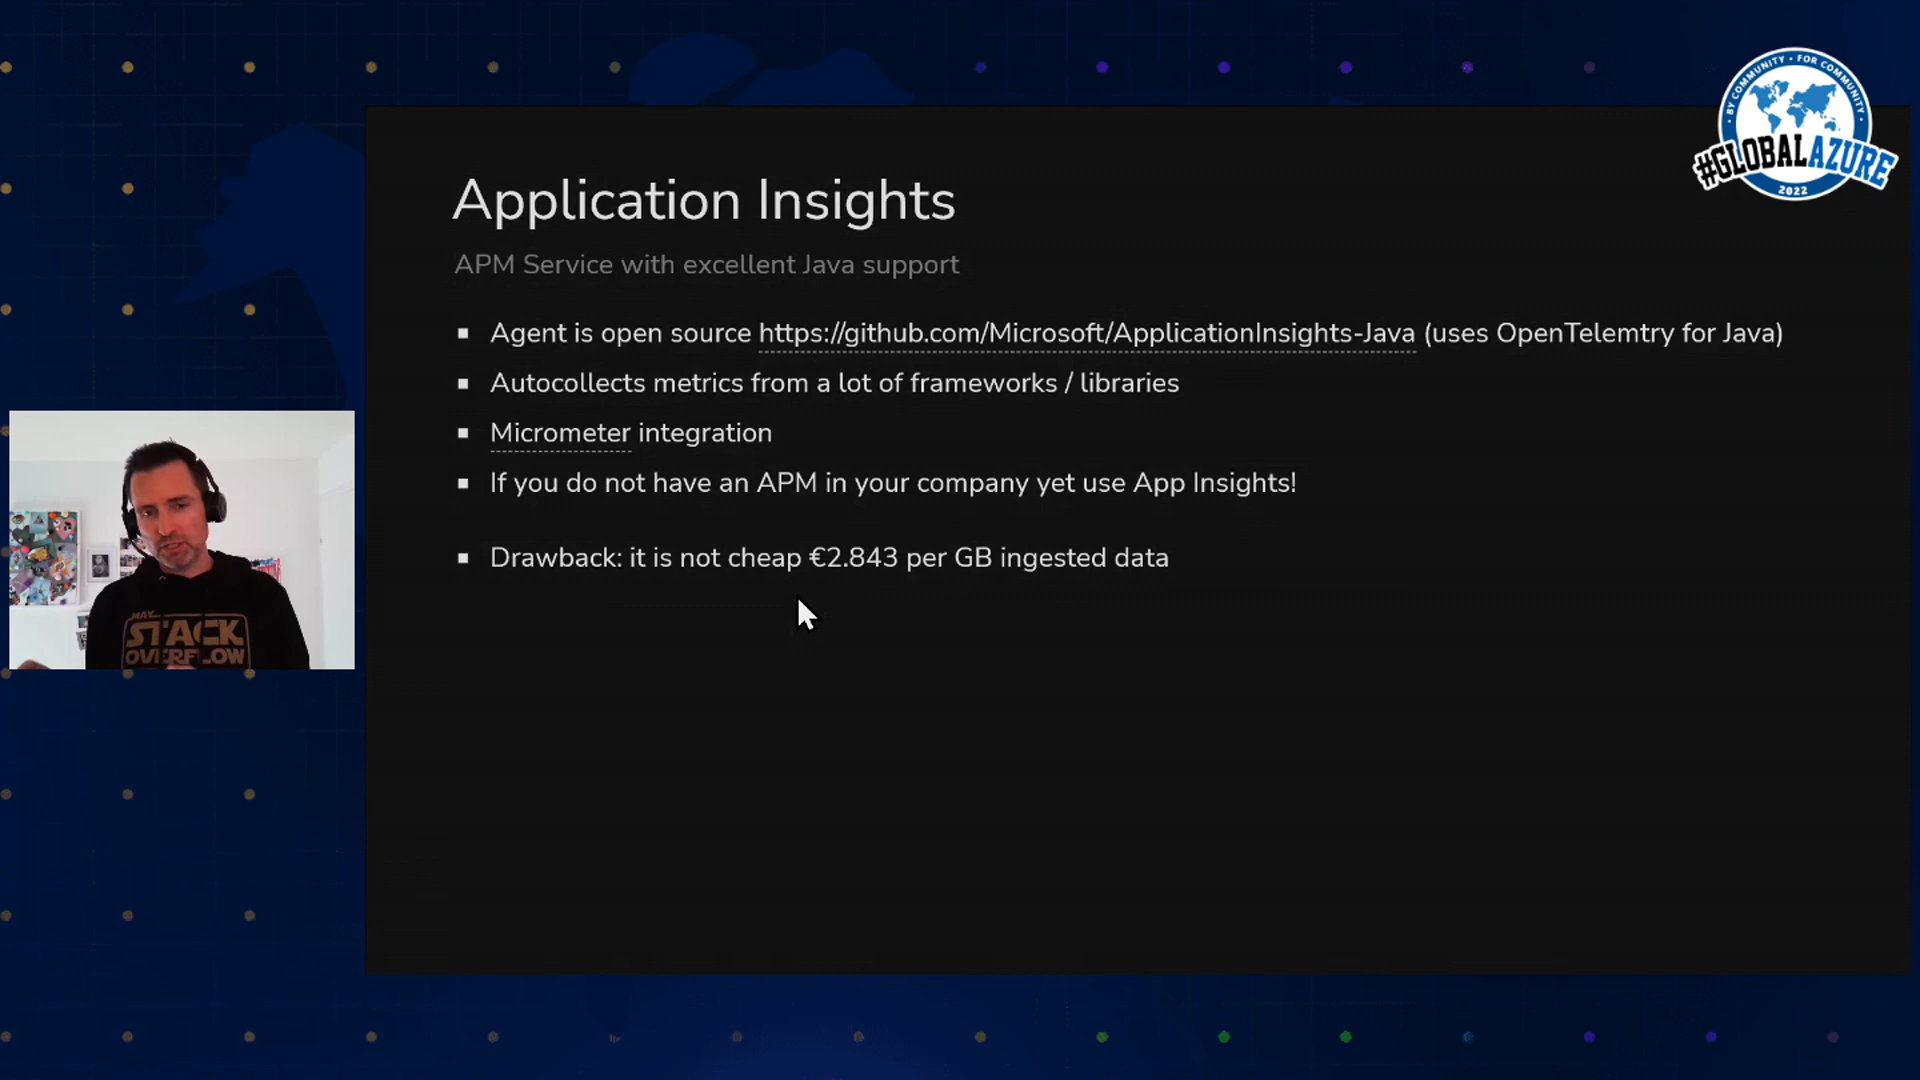 BY COMMUNITY • FOR COMMUNITY
#GLOBALAZURE
2022
Application Insights
APM Service with excellent Java support
Agent is open source https://github.com/Microsoft/ApplicationInsights-Java (uses OpenTelemtry for Java)
Autocollects metrics from a lot of frameworks / libraries
Micrometer integration
If you do not have an APM in your company yet use App Insights!
Drawback: it is not cheap €2.843 per GB ingested data
MAY
STACK
OVERFLOW